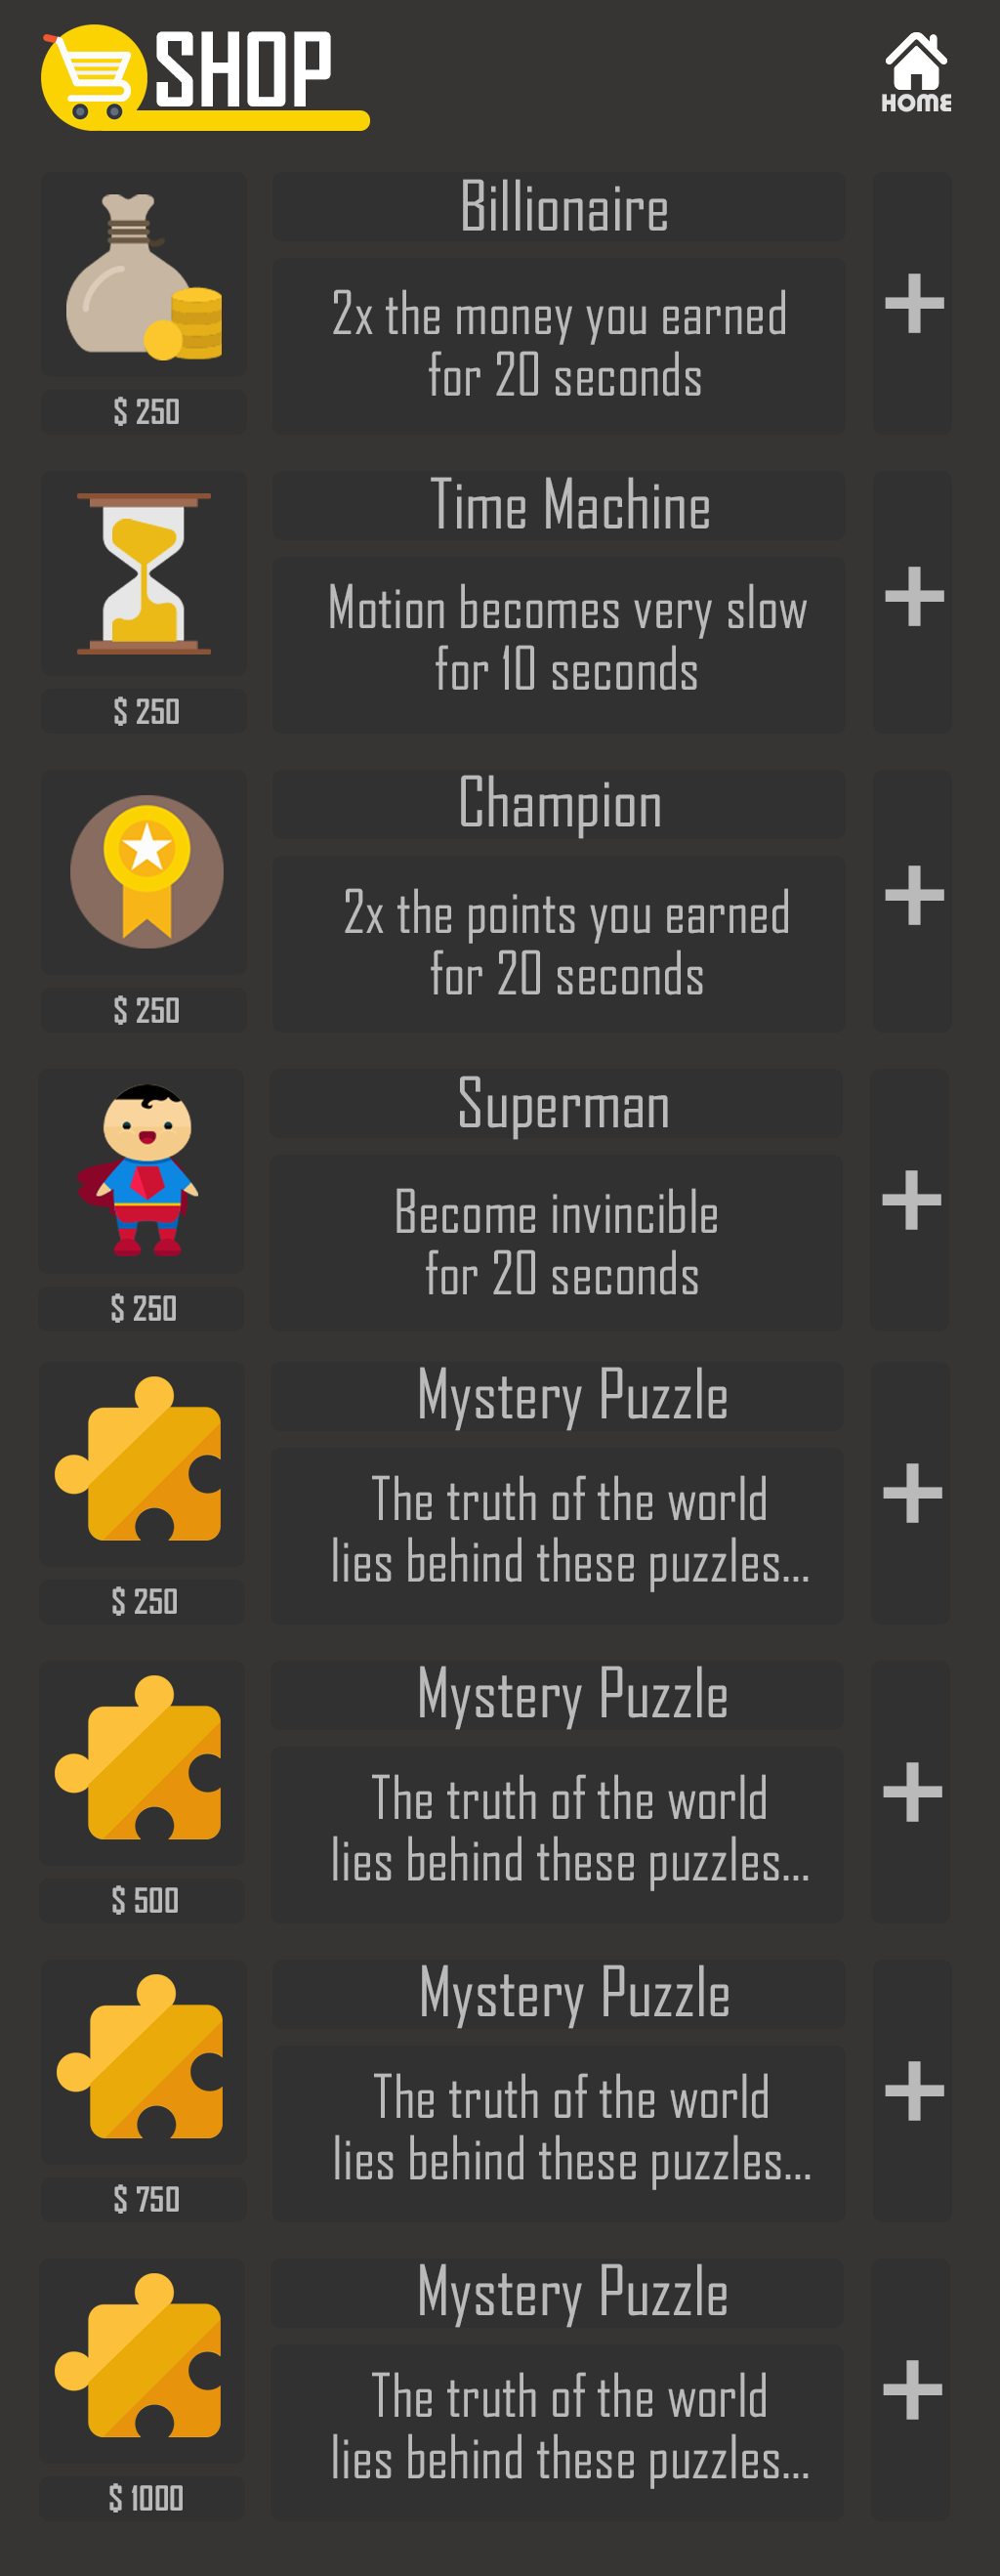 SHOP
HOME
Billionaire
2x the money you earned
for 20 seconds
$ 250
Time Machine
Motion becomes very slow
for 10 seconds
$ 250
Champion
2x the points you earned
for 20 seconds
$ 250
Superman
Become invincible
for 20 seconds
$ 250
Mystery Puzzle
The truth of the world
lies behind these puzzles...
$ 250
Mystery Puzzle
The truth of the world
lies behind these puzzles...
$ 500
Mystery Puzzle
The truth of the world
lies behind these puzzles...
$ 750
Mystery Puzzle
The truth of the world
lies behind these puzzles...
$ 1000